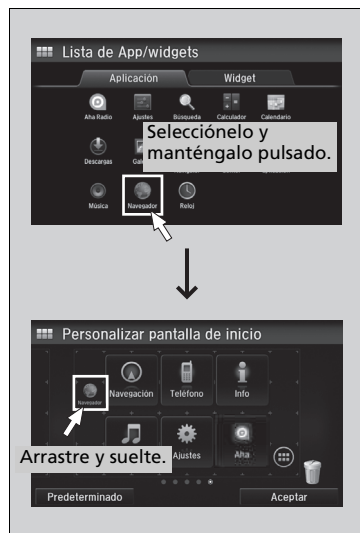 Lista de App/widgets
Aplicación Widget
Aha Radio Ajustes Búsqueda Calculador Calendario
Selecciónelo y
manténgalo pulsado.
Descargas
Música Navegador Reloj
Personalizar pantalla de inicio
Navegador Navegación Teléfono Info
Arrastre y suelte.
Ajustes Aha
Predeterminado Aceptar